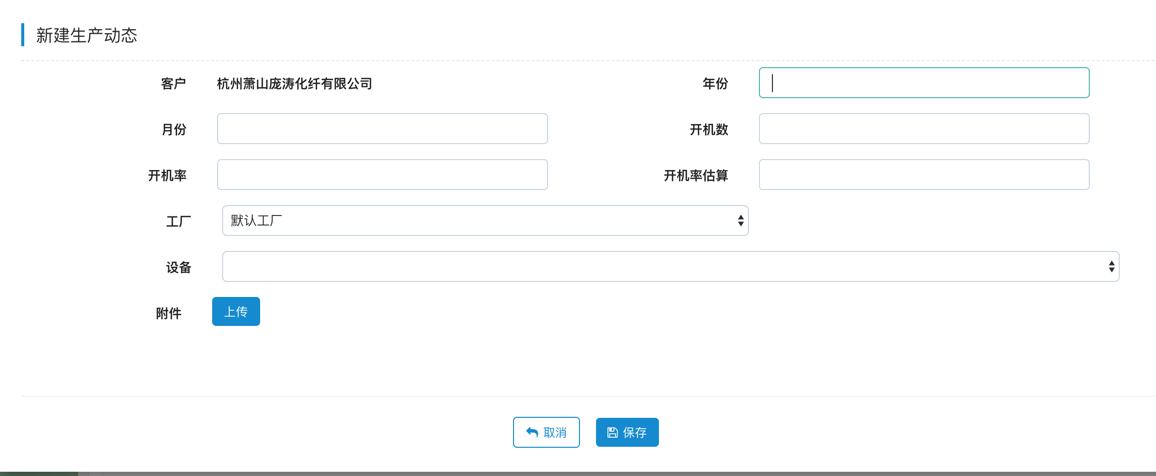 新建生产动态
客户 杭州萧山庞涛化纤有限公司 年份
月份 开机数
开机率 开机率估算
工厂 默认工厂
设备
附件 上传
取消 保存